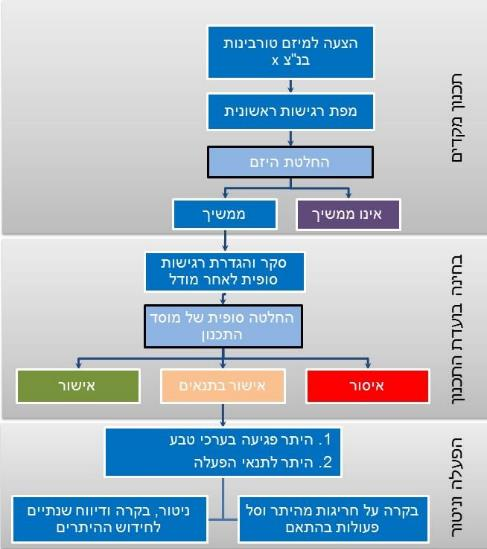 תכנון מקדים
הצעה למיזם טורבינות
בנ"צ x
מפת רגישות ראשונית
החלטת היזם
אינו ממשיך
ממשיך
בחינה בועדת התכנון
סקר והגדרת רגישות
סופית לאחר מודל
החלטה סופית של מוסד
התכנון
איסור
אישור בתנאים
אישור
הפעלה וניטור
1. היתר פגיעה בערכי טבע
2. היתר לתנאי הפעלה
בקרה על חריגות מהיתר וסל
פעולות בהתאם
ניטור, בקרה ודיווח שנתיים
לחידוש ההיתרים